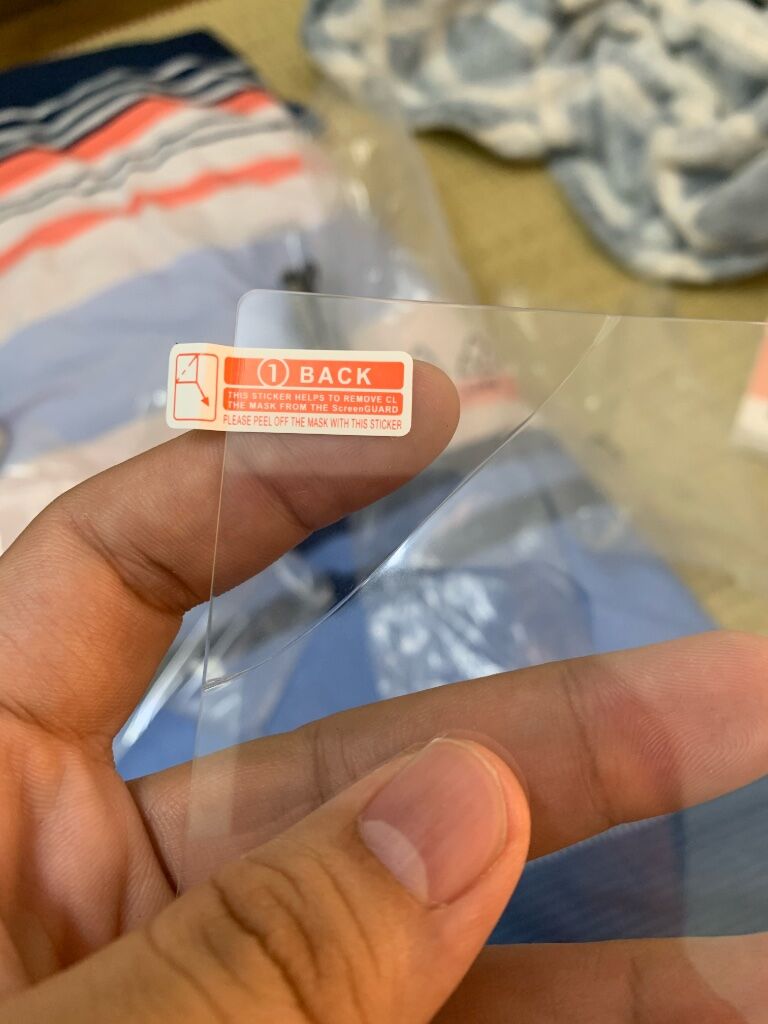 ① BACK
THIS STICKER HELPS TO REMOVE CL
THE MASK FROM THE ScreenGUARD
PLEASE PEEL OFF THE MASK WITH THIS STICKER